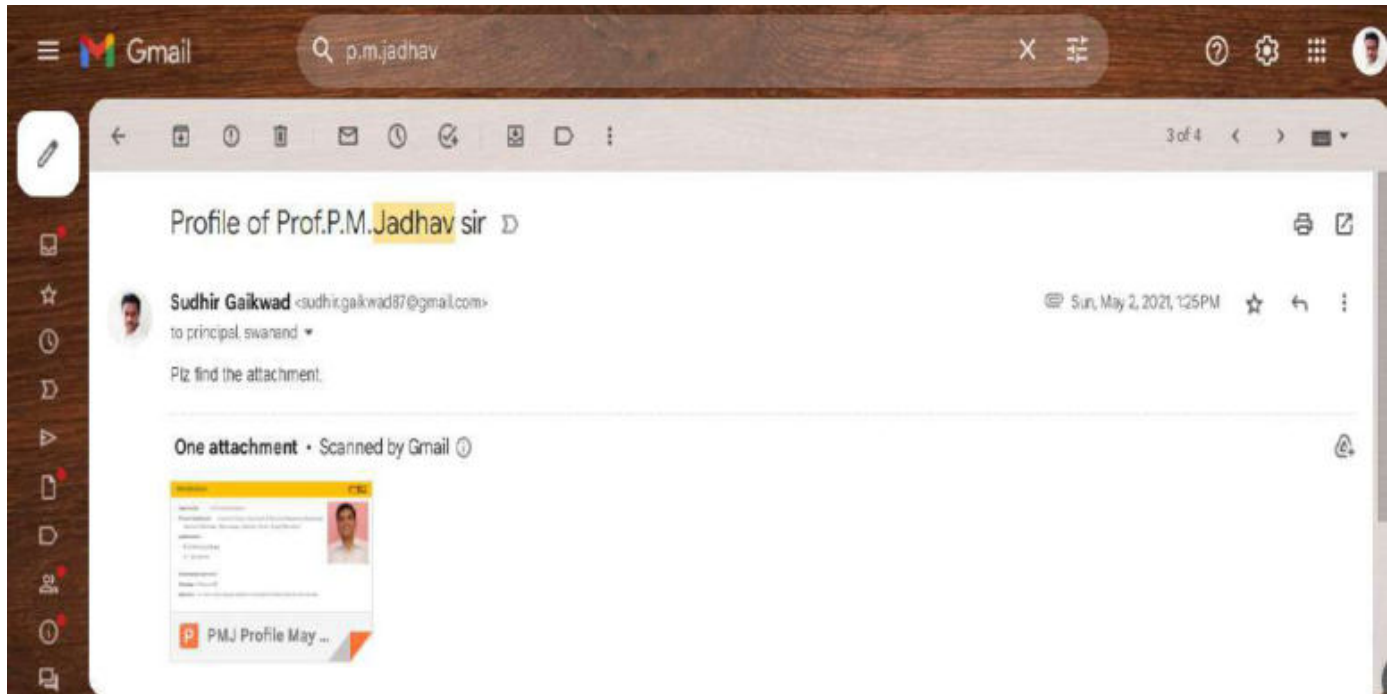 Gmail
p.m.jadhav
3 of 4
Profile of Prof.P.M.Jadhav sir
Sudhir Gaikwad <sudhir.gaikwad87@gmail.com>
Sun, May 2, 2021, 1:25 PM
to principal, swanand
Plz find the attachment.
One attachment • Scanned by Gmail
P PMJ Profile May ...